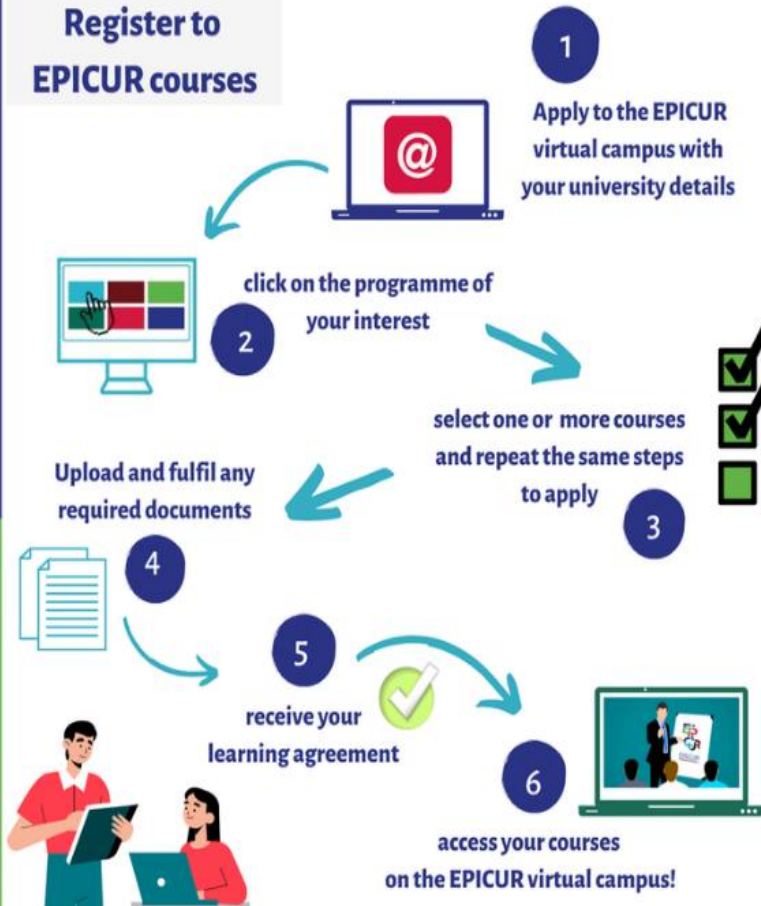 Register to
EPICUR courses
1
@
Apply to the EPICUR
virtual campus with
your university details
click on the programme of
your interest
2
select one or more courses
and repeat the same steps
to apply
3
Upload and fulfil any
required documents
4
5
receive your
learning agreement
6
access your courses
on the EPICUR virtual campus!